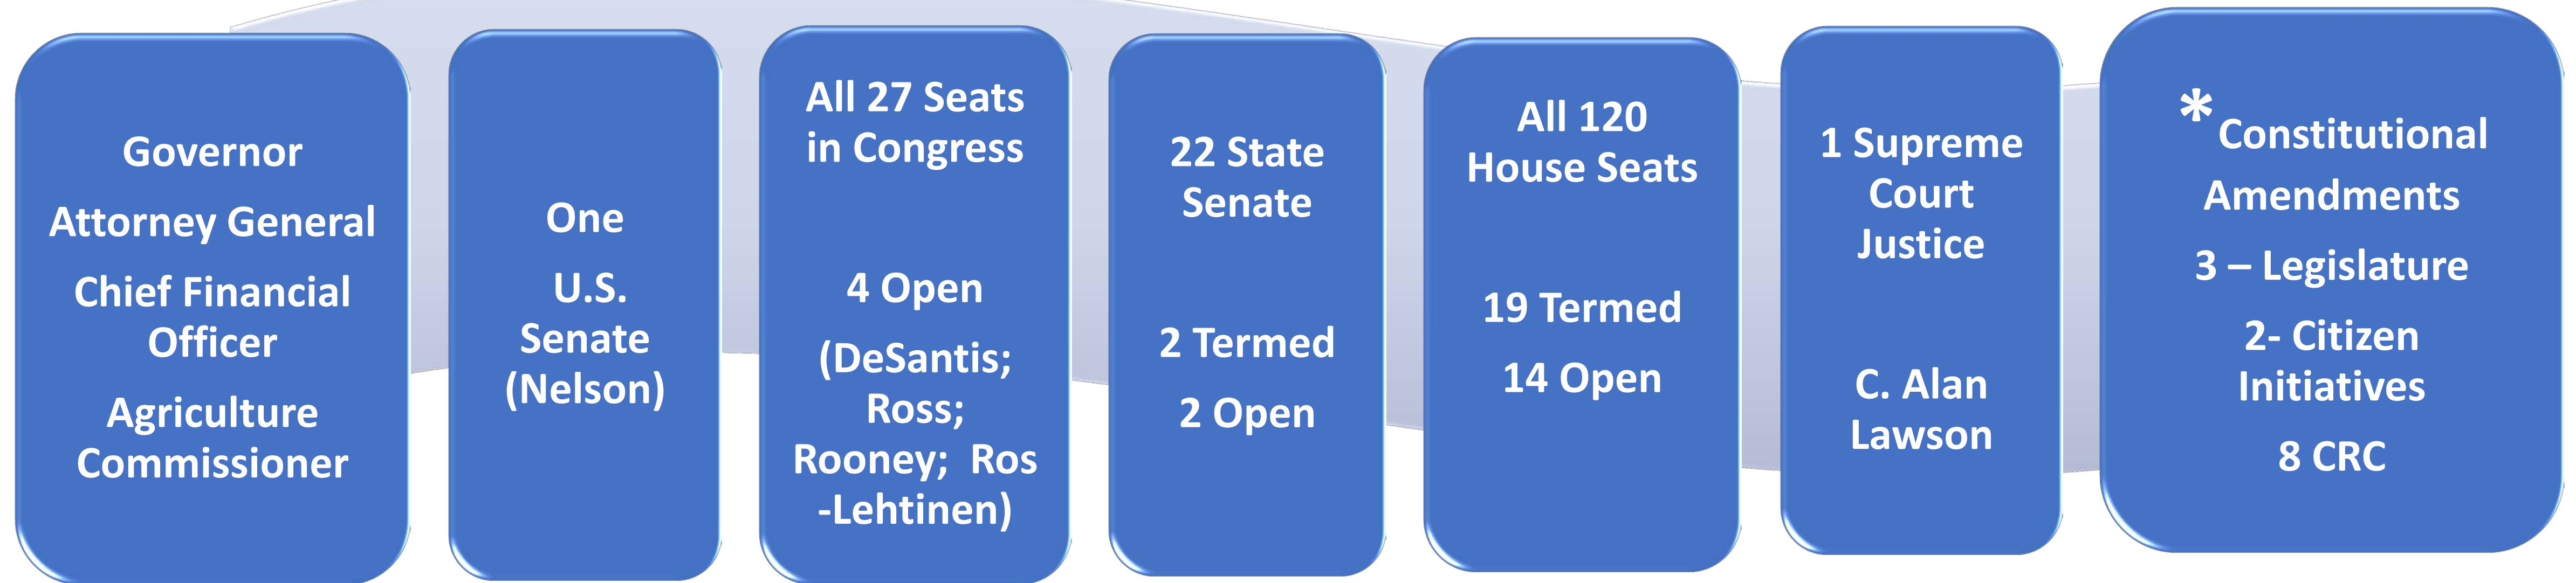 Governor
Attorney General
Chief Financial
Officer
Agriculture
Commissioner
One
U.S.
Senate
(Nelson)
All 27 Seats
in Congress
4 Open
(DeSantis;
Ross;
Rooney; Ros
-Lehtinen)
22 State
Senate
2 Termed
2 Open
All 120
House Seats
19 Termed
14 Open
1 Supreme
Court
Justice
C. Alan
Lawson
*Constitutional
Amendments
3 – Legislature
2- Citizen
Initiatives
8 CRC